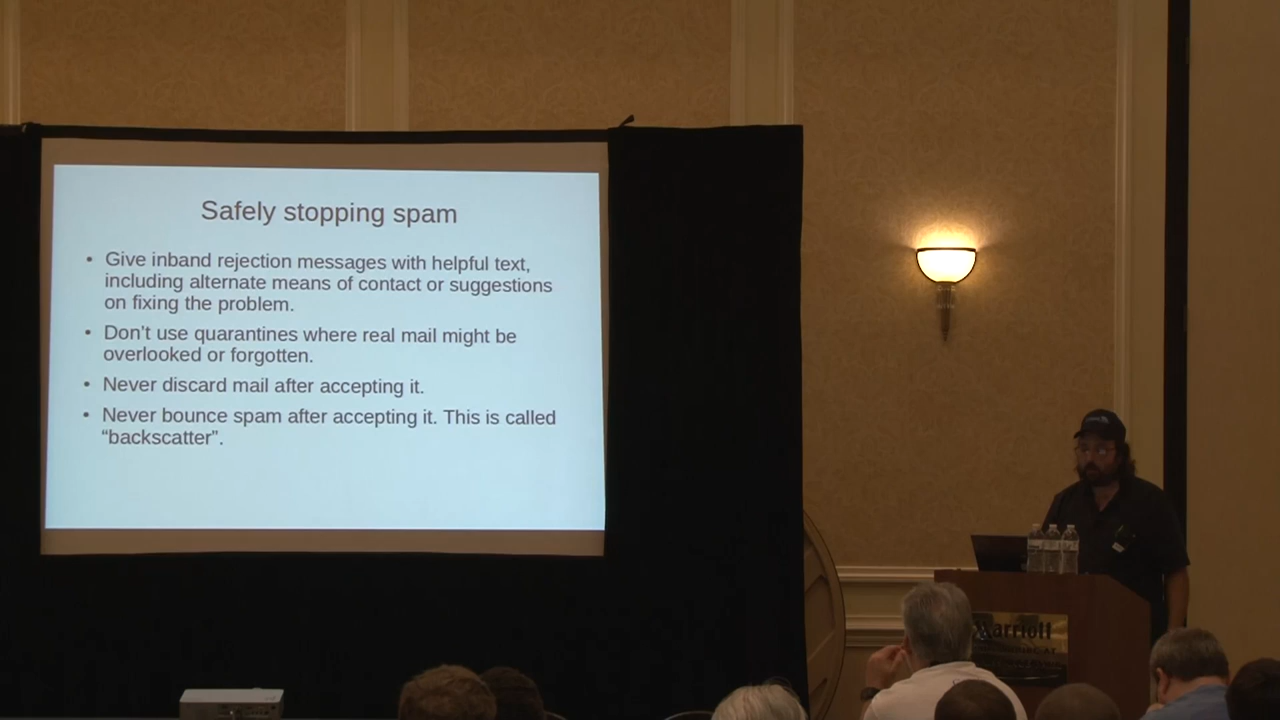 Safely stopping spam
• Give inband rejection messages with helpful text,
including alternate means of contact or suggestions
on fixing the problem.
• Don't use quarantines where real mail might be
overlooked or forgotten.
• Never discard mail after accepting it.
• Never bounce spam after accepting it. This is called
“backscatter”.
Marriott